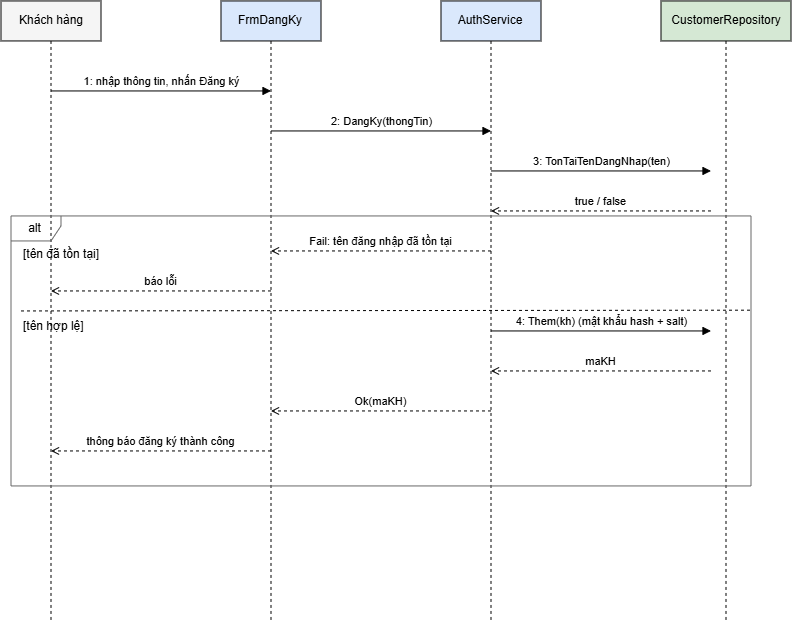 Khách hàng
FrmDangKy
AuthService
CustomerRepository
1: nhập thông tin, nhấn Đăng ký
2: DangKy(thongTin)
3: TonTaiTenDangNhap(ten)
true / false
alt
[tên đã tồn tại]
Fail: tên đăng nhập đã tồn tại
báo lỗi
[tên hợp lệ]
4: Them(kh) (mật khẩu hash + salt)
maKH
Ok(maKH)
thông báo đăng ký thành công